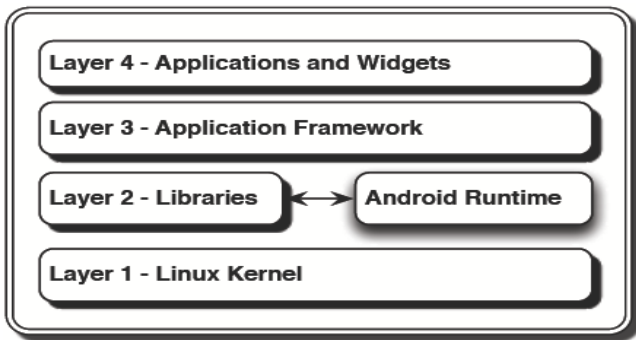 Layer 4 - Applications and Widgets
Layer 3 - Application Framework
Layer 2 - Libraries
Android Runtime
Layer 1 - Linux Kernel